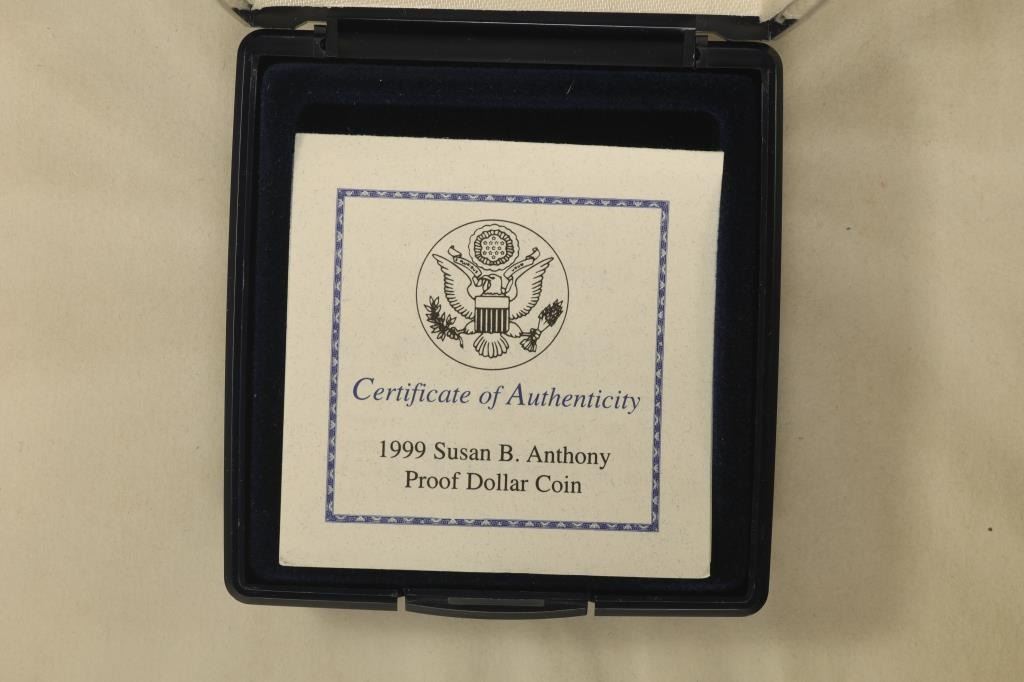 Certificate of Authenticity
1999 Susan B. Anthony
Proof Dollar Coin